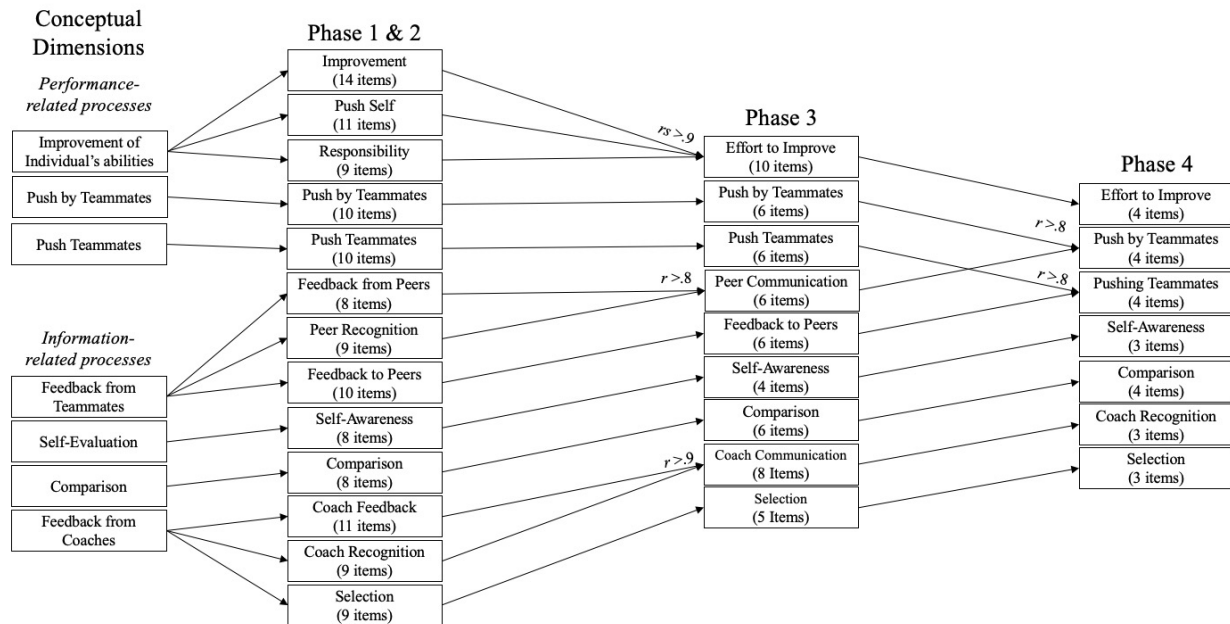 Conceptual
Dimensions
Performance-
related processes
Improvement of
Individual's abilities
Push by Teammates
Push Teammates
Information-
related processes
Feedback from
Teammates
Self-Evaluation
Comparison
Feedback from
Coaches
Phase 1 & 2
Improvement
(14 items)
Push Self
(11 items)
Responsibility
(9 items)
Push by Teammates
(10 items)
Push Teammates
(10 items)
Feedback from Peers
(8 items)
Peer Recognition
(9 items)
Feedback to Peers
(10 items)
Self-Awareness
(8 items)
Comparison
(8 items)
Coach Feedback
(11 items)
Coach Recognition
(9 items)
Selection
(9 items)
rs >.9
r >.8
r >.9
Phase 3
Effort to Improve
(10 items)
Push by Teammates
(6 items)
Push Teammates
(6 items)
Peer Communication
(6 items)
Feedback to Peers
(6 items)
Self-Awareness
(4 items)
Comparison
(6 items)
Coach Communication
(8 Items)
Selection
(5 Items)
r >.8
r >.8
Phase 4
Effort to Improve
(4 items)
Push by Teammates
(4 items)
Pushing Teammates
(4 items)
Self-Awareness
(3 items)
Comparison
(4 items)
Coach Recognition
(3 items)
Selection
(3 items)